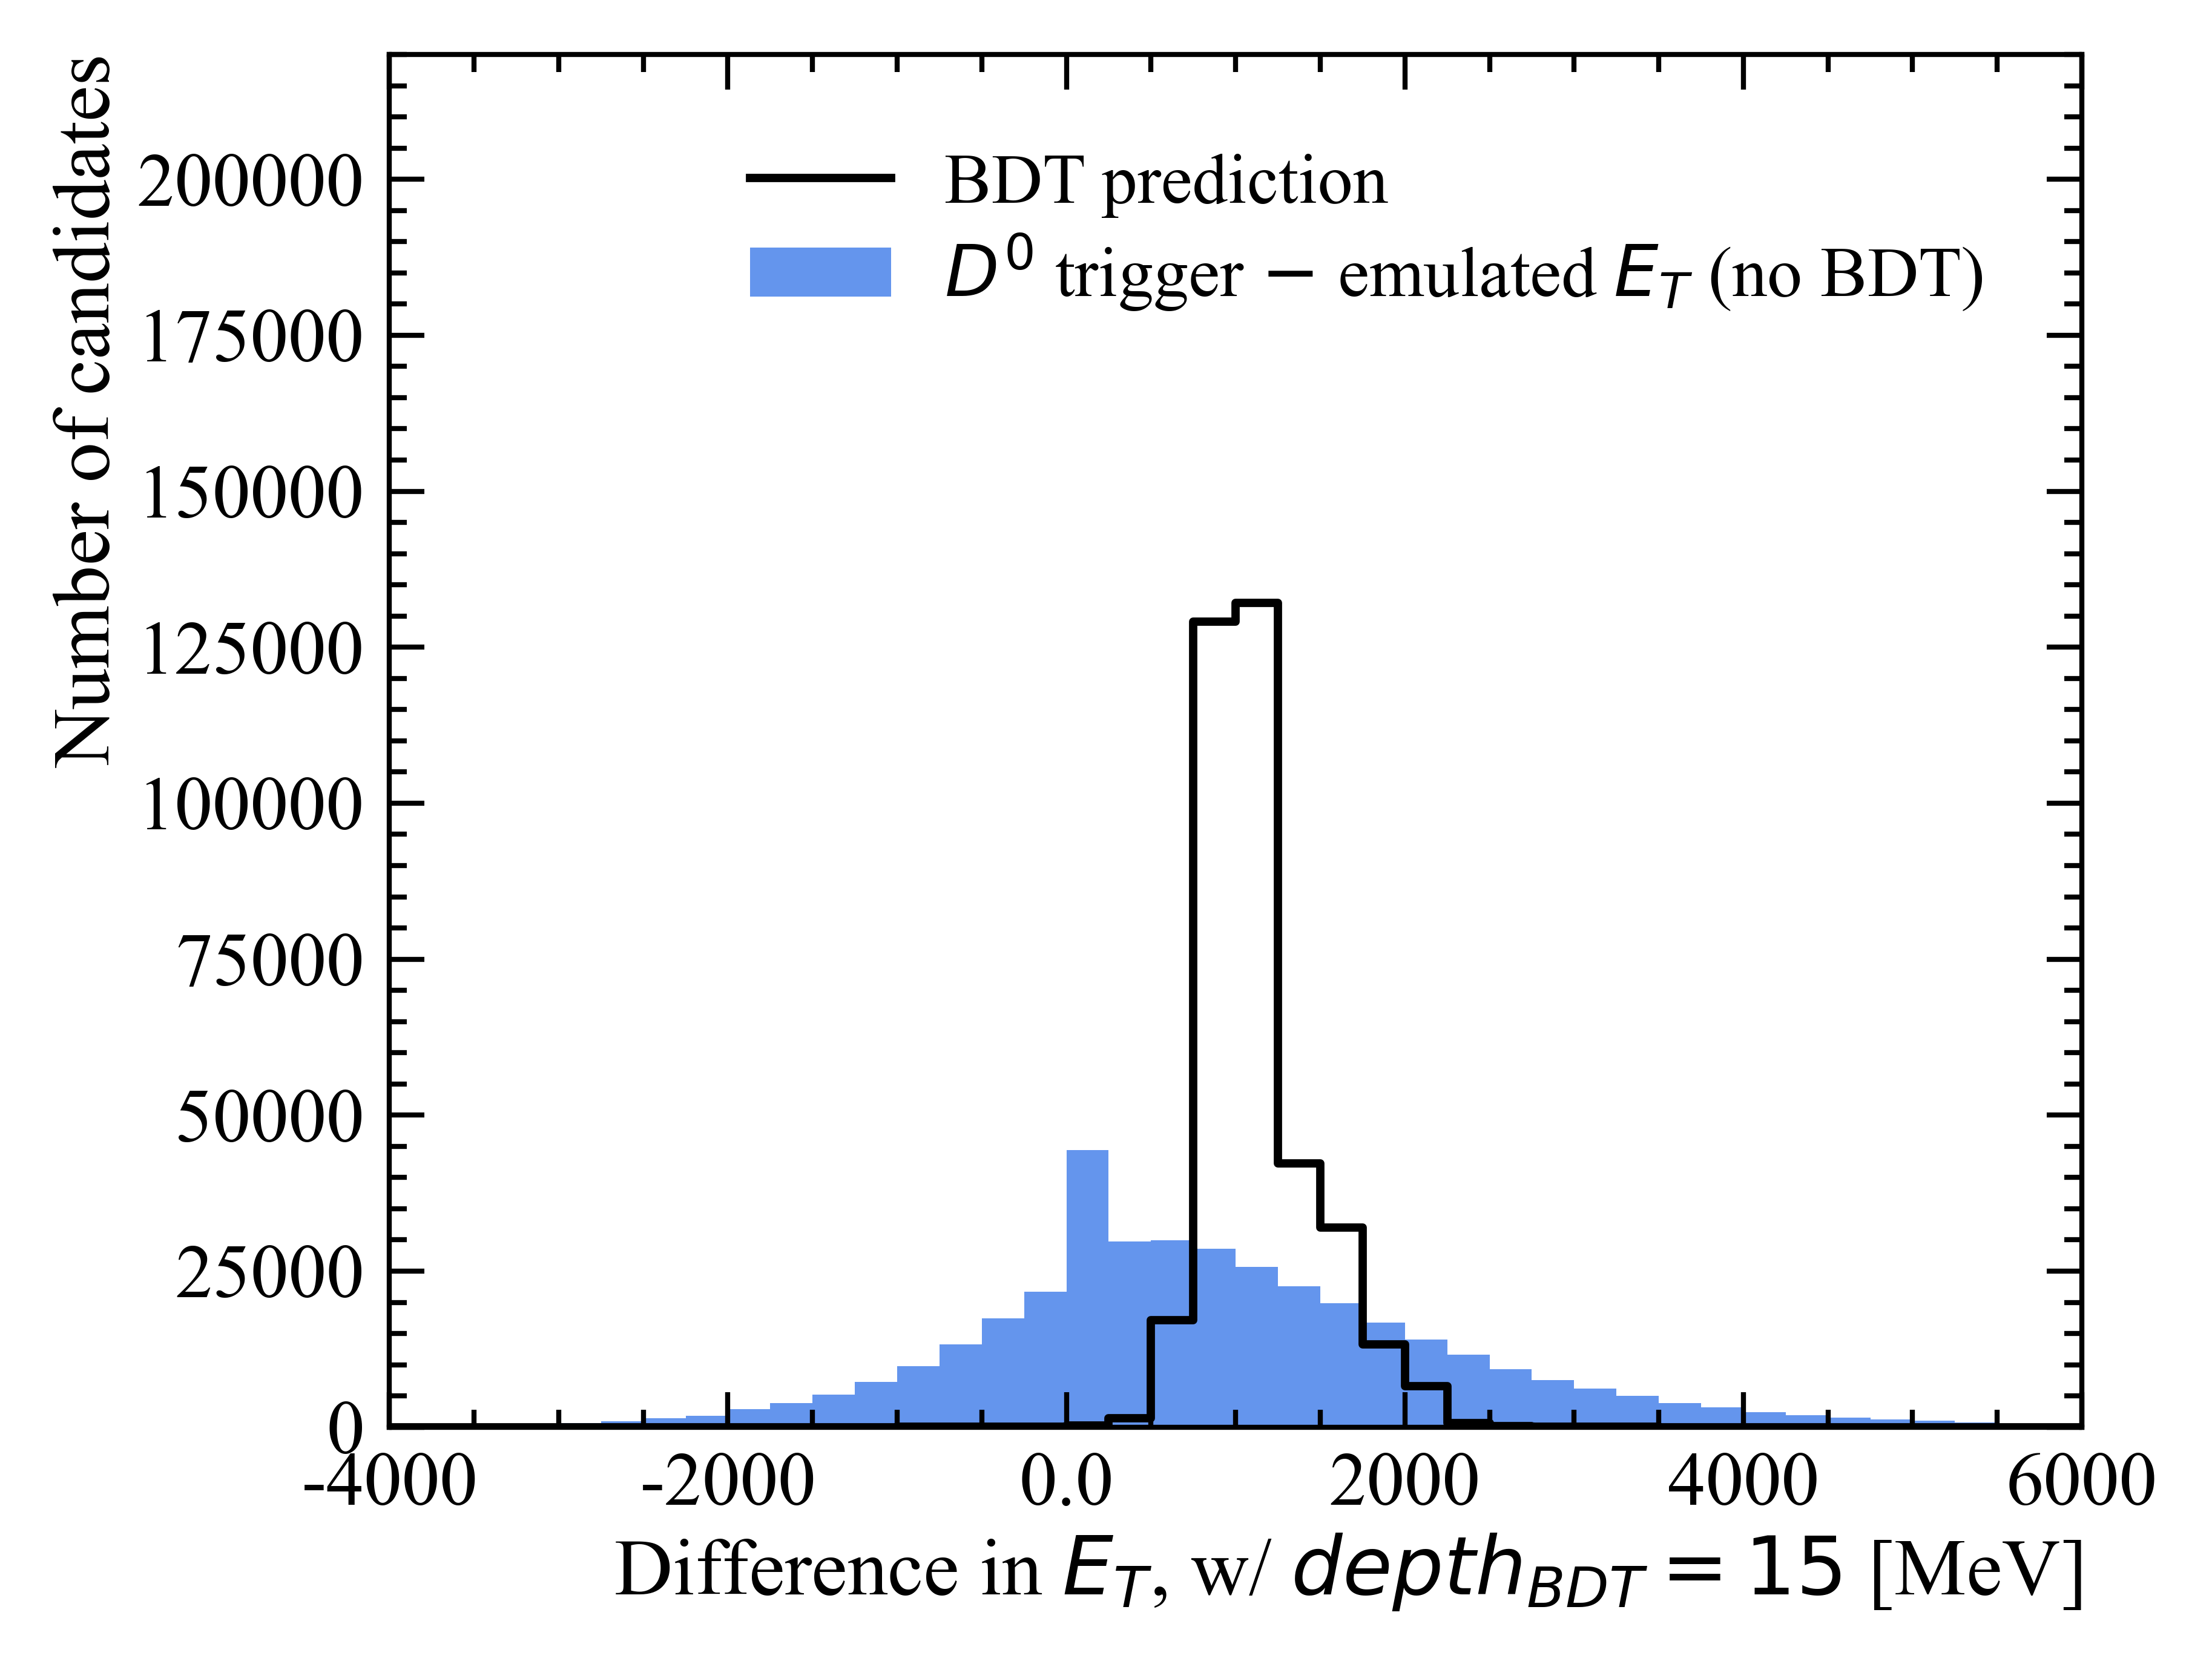 Number of candidates
200000
175000
150000
125000
100000
75000
50000
25000
0
BDT prediction
D⁰ trigger − emulated E_T (no BDT)
-4000 -2000 0.0 2000 4000 6000
Difference in E_T, w/ depth_BDT = 15 [MeV]